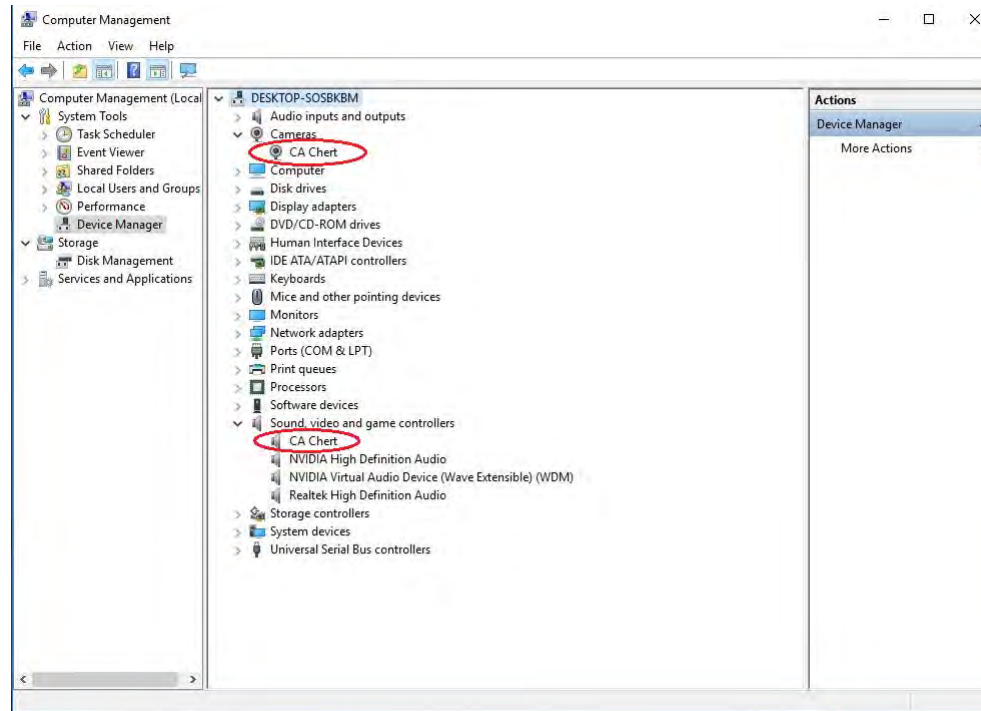 Computer Management
File Action View Help
Computer Management (Local
System Tools
Task Scheduler
Event Viewer
Shared Folders
Local Users and Groups
Performance
Device Manager
Storage
Disk Management
Services and Applications
DESKTOP-SOSBKBM
Audio inputs and outputs
Cameras
CA Chert
Computer
Disk drives
Display adapters
DVD/CD-ROM drives
Human Interface Devices
IDE ATA/ATAPI controllers
Keyboards
Mice and other pointing devices
Monitors
Network adapters
Ports (COM & LPT)
Print queues
Processors
Software devices
Sound, video and game controllers
CA Chert
NVIDIA High Definition Audio
NVIDIA Virtual Audio Device (Wave Extensible) (WDM)
Realtek High Definition Audio
Storage controllers
System devices
Universal Serial Bus controllers
Actions
Device Manager
More Actions